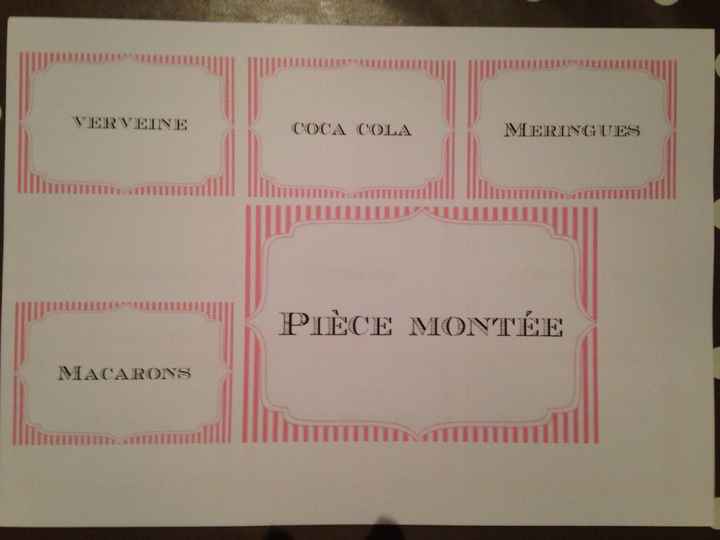 VERVEINE
COCA COLA
MERINGUES
PIÈCE MONTÉE
MACARONS